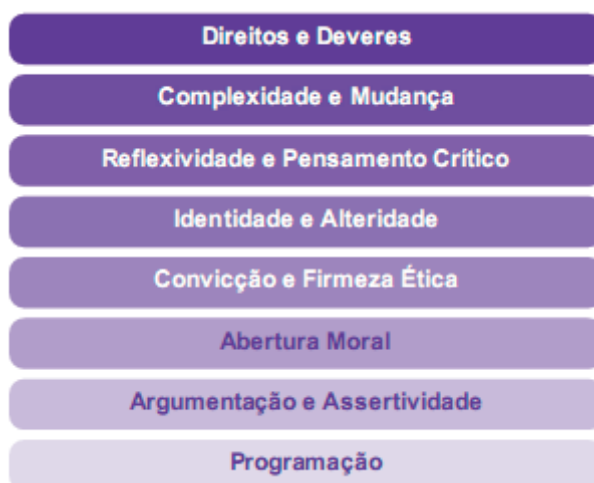 Direitos e Deveres
Complexidade e Mudança
Reflexividade e Pensamento Crítico
Identidade e Alteridade
Convicção e Firmeza Ética
Abertura Moral
Argumentação e Assertividade
Programação